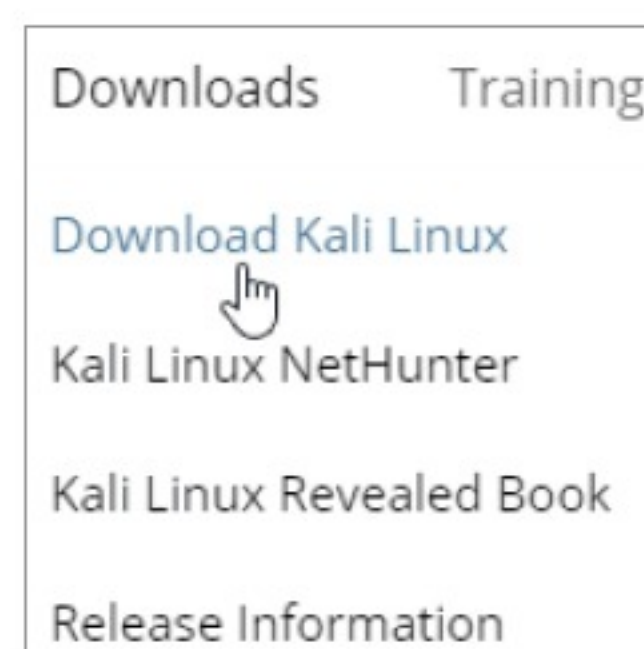 Downloads Training
Download Kali Linux
Kali Linux NetHunter
Kali Linux Revealed Book
Release Information